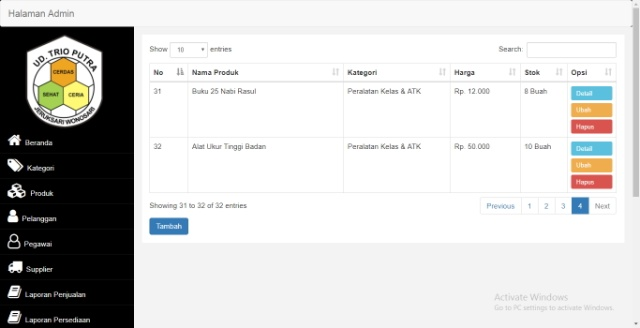 Halaman Admin
UD. TRIO PUTRA
CERDAS
SEHAT CERIA
JERUKSARI WONOSARI
Beranda
Kategori
Produk
Pelanggan
Pegawai
Supplier
Laporan Penjualan
Laporan Persediaan
Show 10 entries
Search:
No Nama Produk Kategori Harga Stok Opsi
31 Buku 25 Nabi Rasul Peralatan Kelas & ATK Rp. 12.000 8 Buah
Detail
Ubah
Hapus
32 Alat Ukur Tinggi Badan Peralatan Kelas & ATK Rp. 50.000 10 Buah
Detail
Ubah
Hapus
Showing 31 to 32 of 32 entries
Previous 1 2 3 4 Next
Tambah
Activate Windows
Go to PC settings to activate Windows.